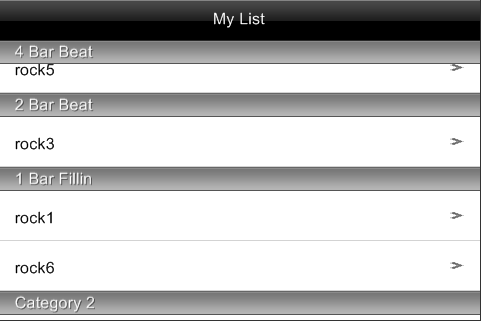 My List
4 Bar Beat
rock5 >
2 Bar Beat
rock3 >
1 Bar Fillin
rock1 >
rock6 >
Category 2